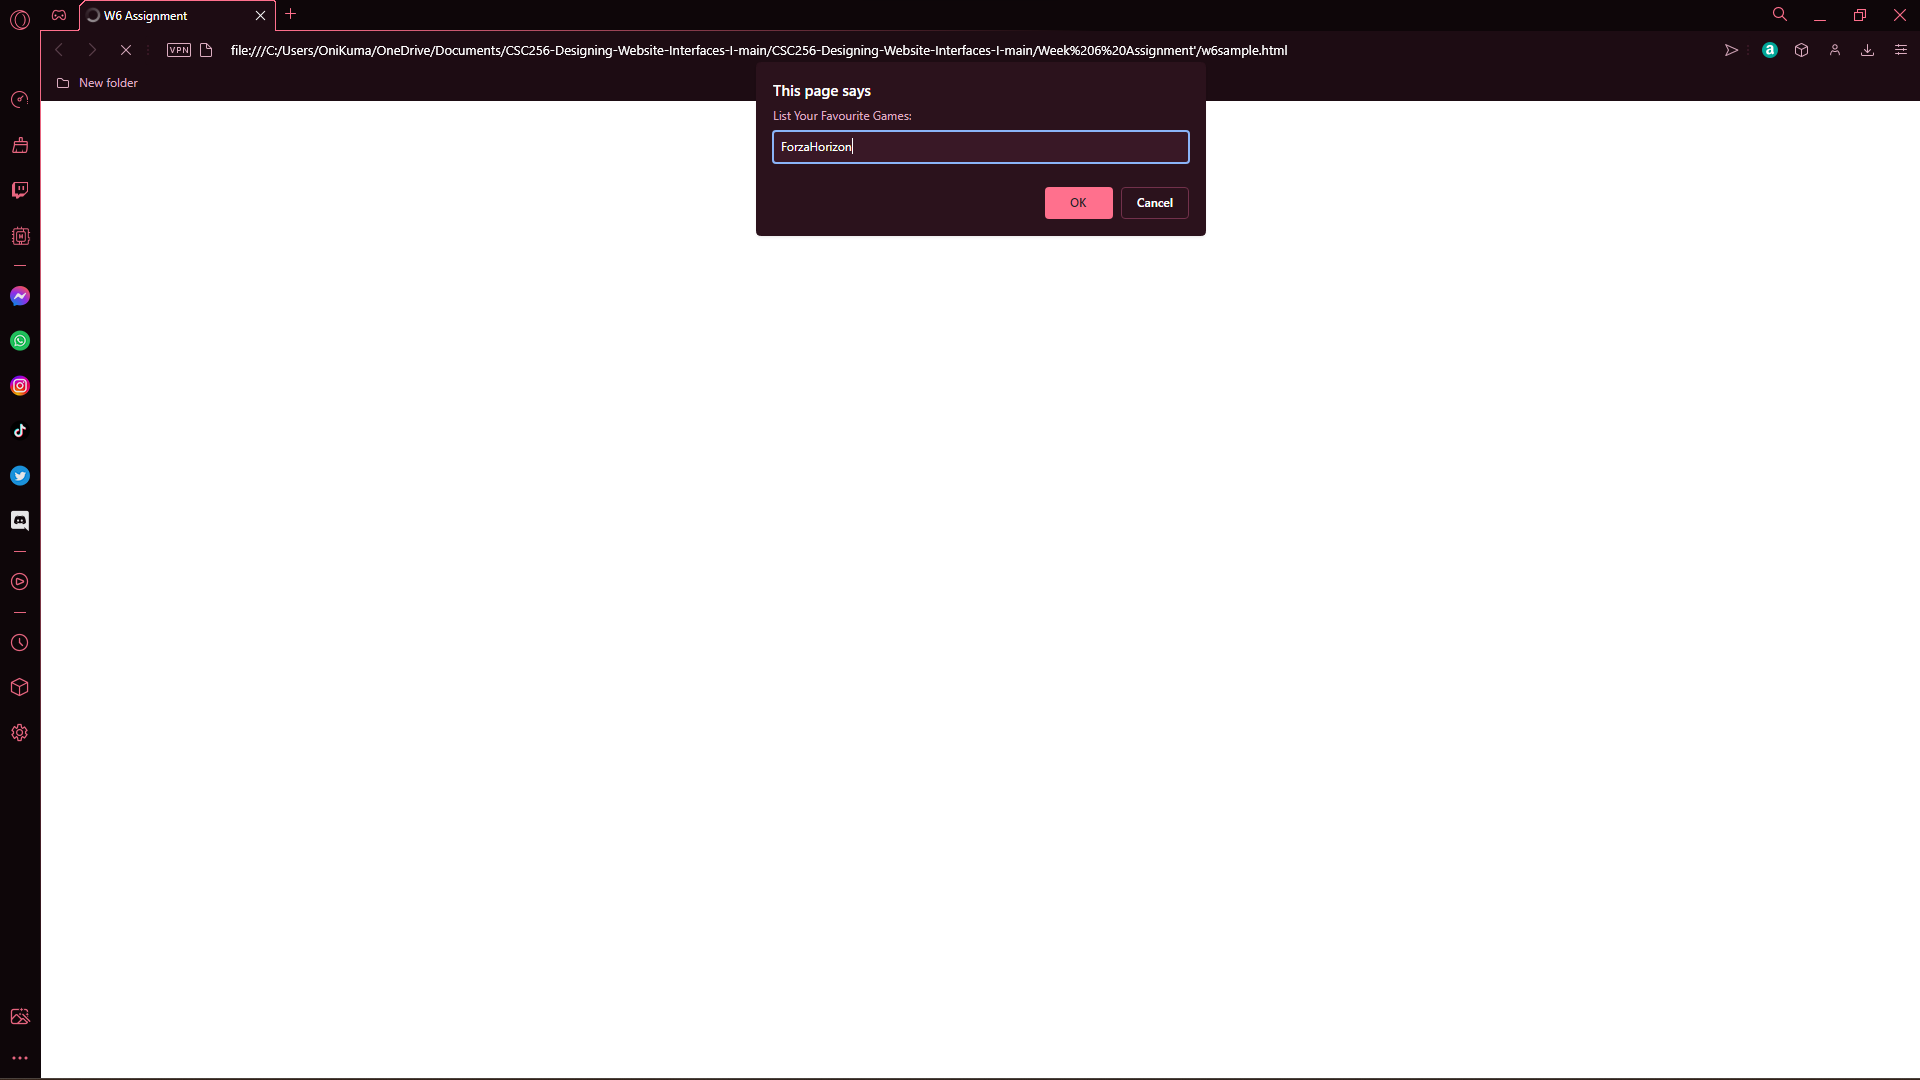 W6 Assignment
VPN
file:///C:/Users/OniKuma/OneDrive/Documents/CSC256-Designing-Website-Interfaces-I-main/CSC256-Designing-Website-Interfaces-I-main/Week%206%20Assignment'/w6sample.html
a
New folder
This page says
List Your Favourite Games:
ForzaHorizon
OK
Cancel